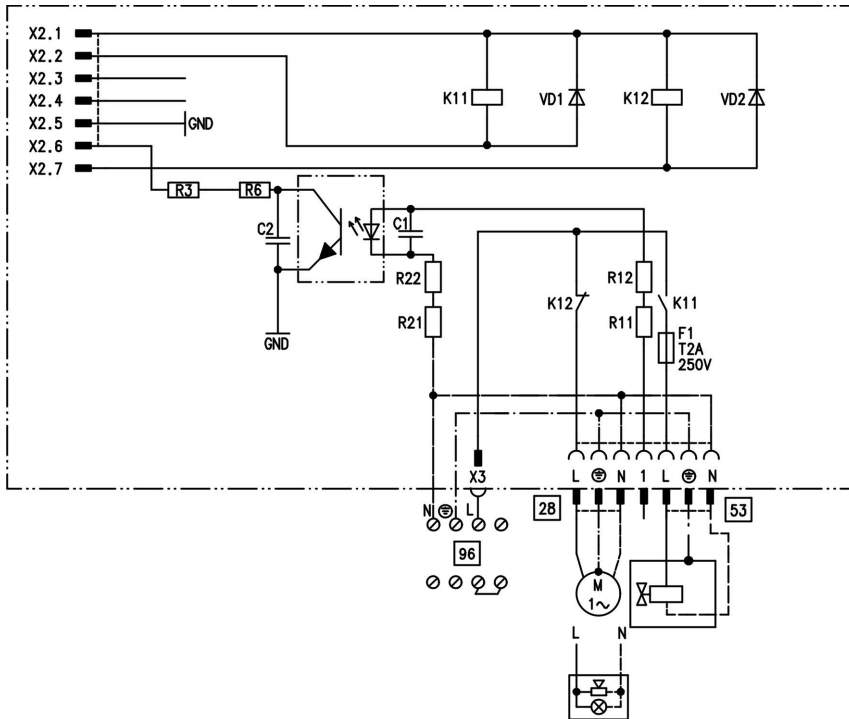 X2.1
X2.2
X2.3
X2.4
X2.5 GND
X2.6
X2.7
K11 VD1 K12 VD2
R3 R6
C2 C1
R22 R12
K12 K11
R21 R11
F1
T2A
250V
GND
X3
L N 1 L N
N L
28 53
96
M
1~
L N